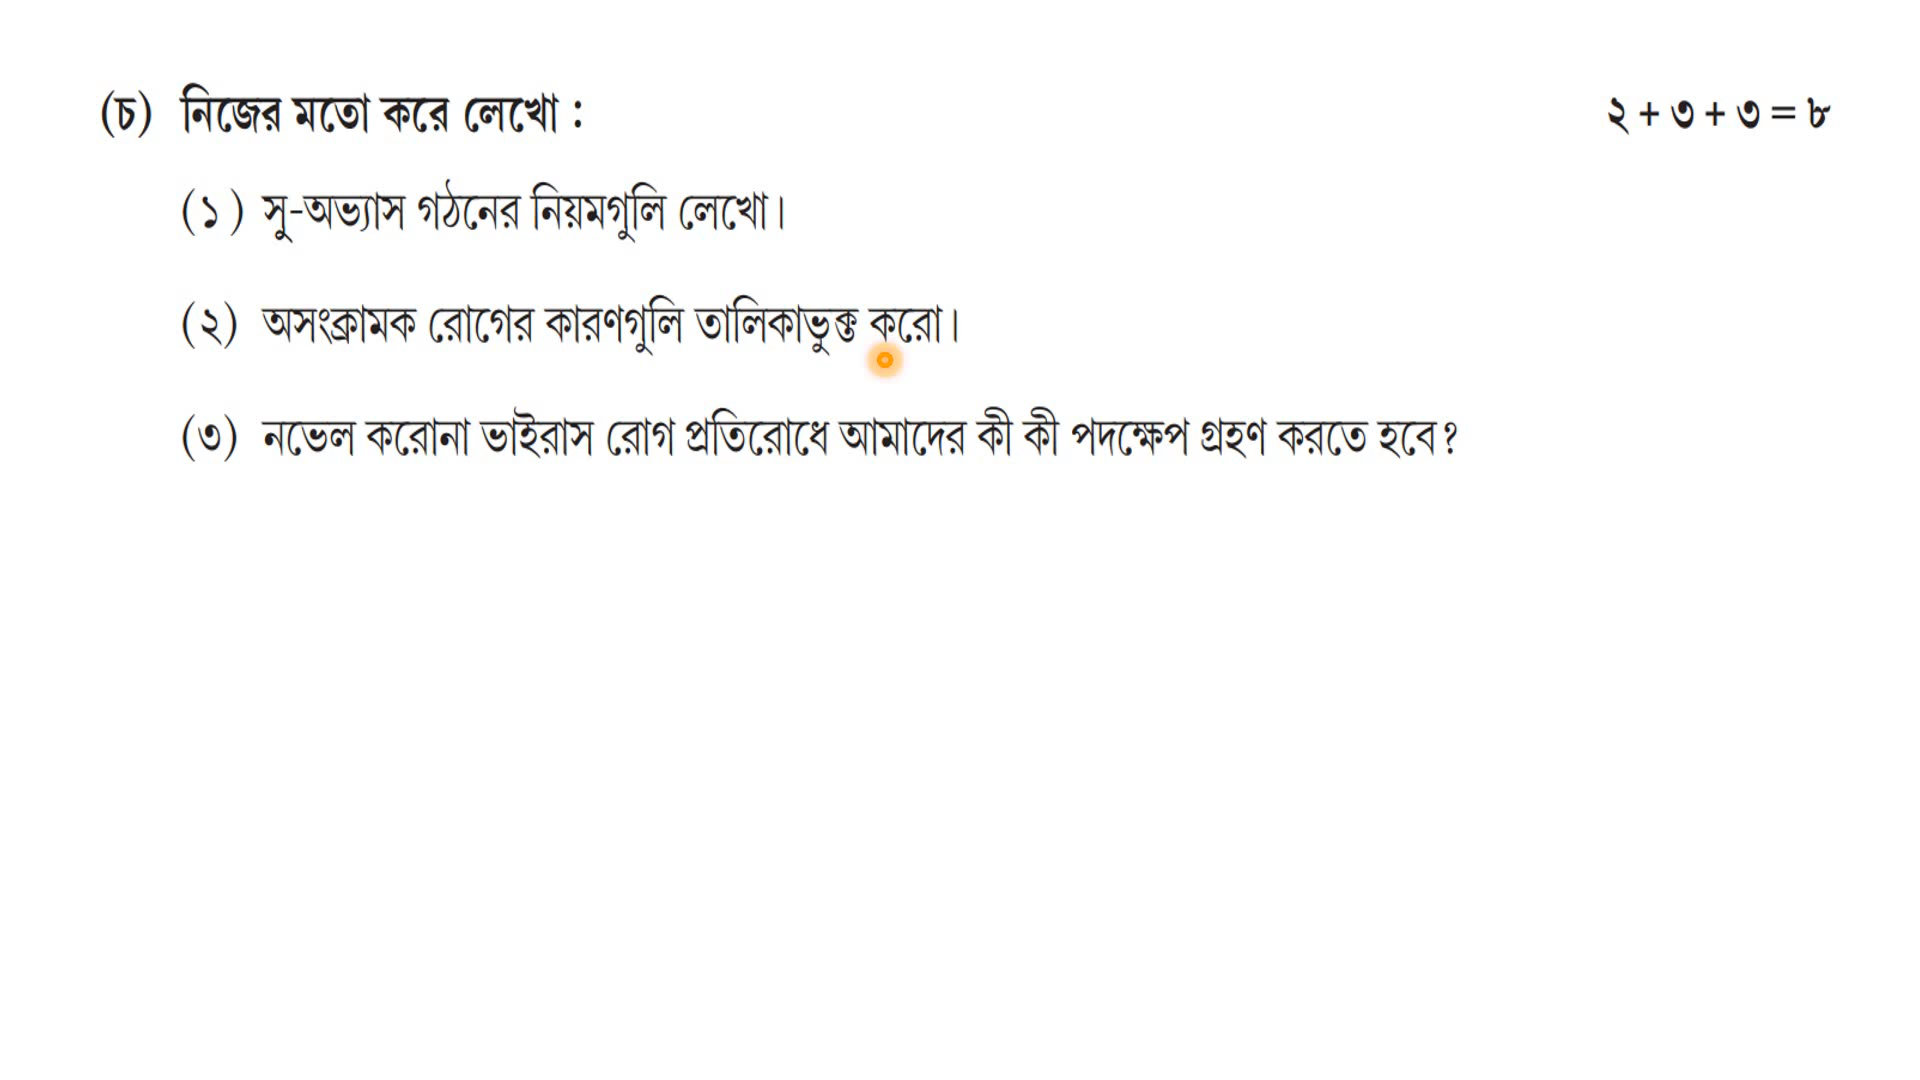 (চ) নিজের মতো করে লেখো : ২ + ৩ + ৩ = ৮
(১) সু-অভ্যাস গঠনের নিয়মগুলি লেখো।
(২) অসংক্রামক রোগের কারণগুলি তালিকাভুক্ত করো।
(৩) নভেল করোনা ভাইরাস রোগ প্রতিরোধে আমাদের কী কী পদক্ষেপ গ্রহণ করতে হবে?